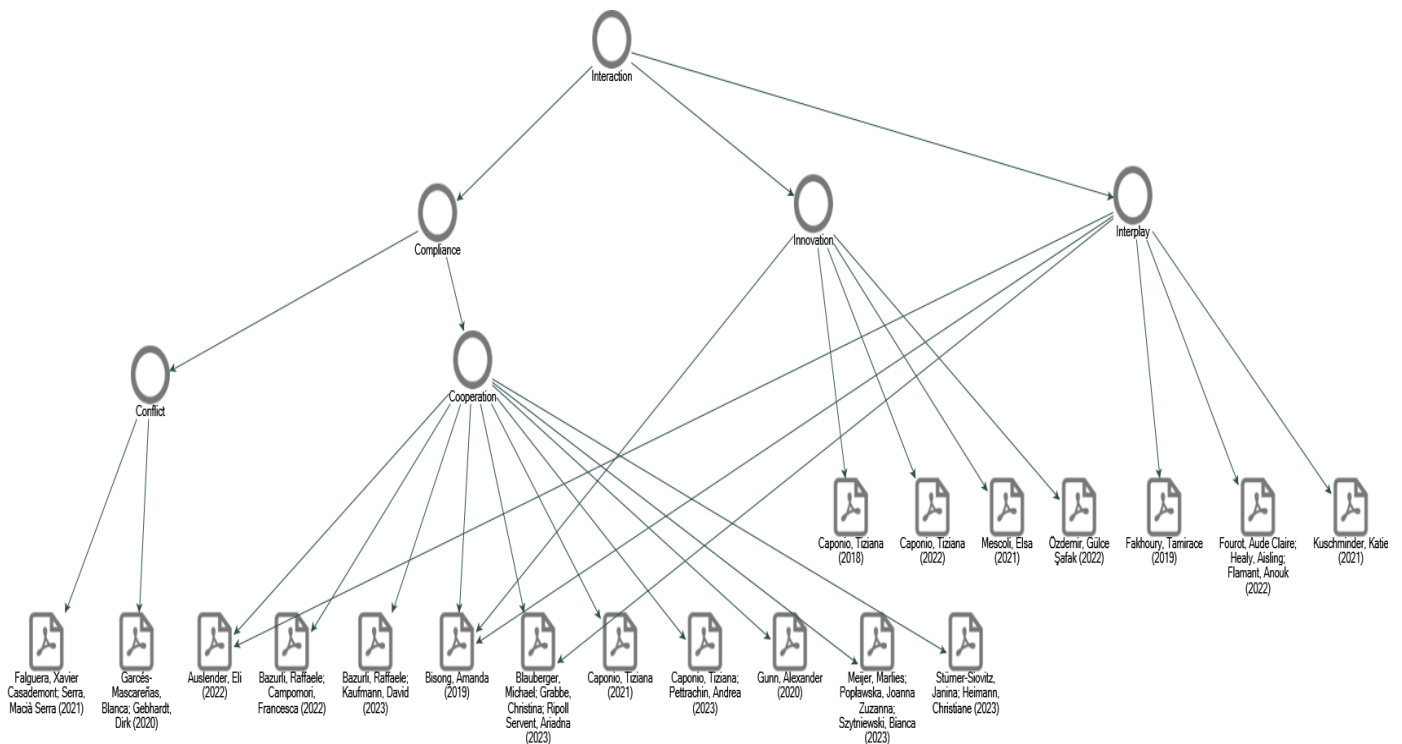 Interaction
Compliance
Innovation
Interplay
Conflict
Cooperation
Caponio, Tiziana
(2018)
Caponio, Tiziana
(2022)
Mescoli, Elsa
(2021)
Özdemir, Gülce
Şafak (2022)
Fakhoury, Tamirace
(2019)
Fourot, Aude Claire;
Healy, Aisling;
Flamant, Anouk
(2022)
Kuschminder, Katie
(2021)
Falguera, Xavier
Casademont; Serra,
Macià Serra (2021)
Garcés-
Mascareñas,
Blanca; Gebhardt,
Dirk (2020)
Auslender, Eli
(2022)
Bazurli, Raffaele;
Campomori,
Francesca (2022)
Bazurli, Raffaele;
Kaufmann, David
(2023)
Bisong, Amanda
(2019)
Blauberger,
Michael; Grabbe,
Christina; Ripoll
Servent, Ariadna
(2023)
Caponio, Tiziana
(2021)
Caponio, Tiziana;
Pettrachin, Andrea
(2023)
Gunn, Alexander
(2020)
Meijer, Marlies;
Popławska, Joanna
Zuzanna;
Szytniewski, Bianca
(2023)
Stürner-Siovitz,
Janina; Heimann,
Christiane (2023)